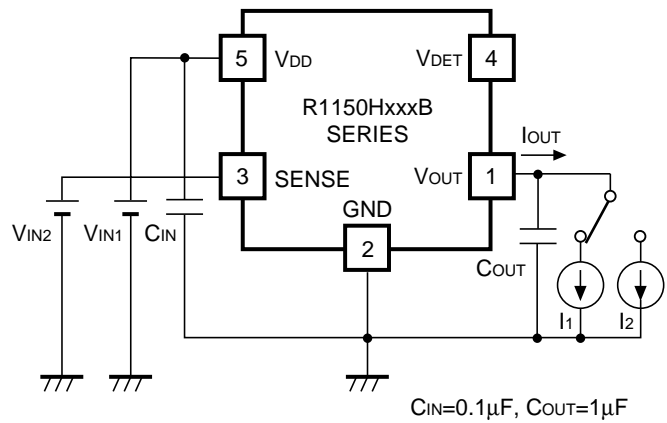 5 VDD VDET 4
R1150HxxxB
SERIES
IOUT
3 SENSE VOUT 1
GND
2
VIN2 VIN1 CIN
COUT
I1 I2
CIN=0.1µF, COUT=1µF